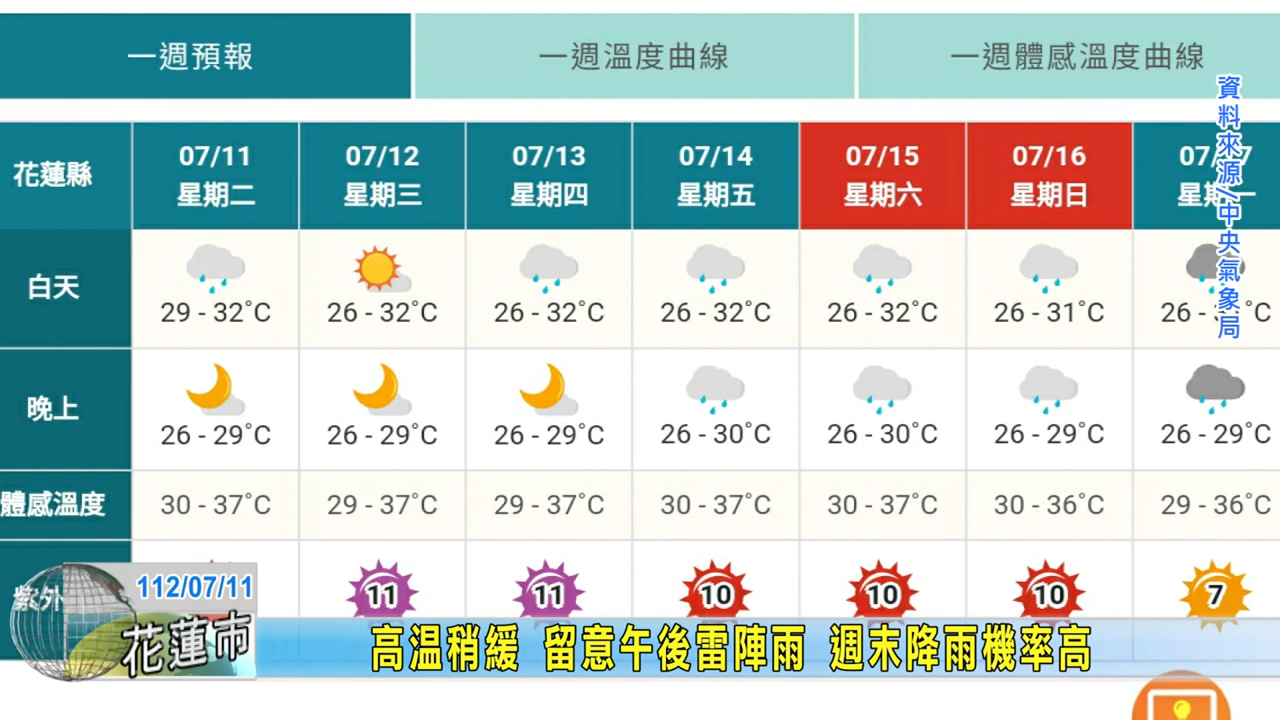 一週預報
一週溫度曲線
一週體感溫度曲線
資料來源/中央氣象局
花蓮縣
07/11
星期二
07/12
星期三
07/13
星期四
07/14
星期五
07/15
星期六
07/16
星期日
07/17
星期一
白天
29 - 32°C
26 - 32°C
26 - 32°C
26 - 32°C
26 - 32°C
26 - 31°C
晚上
26 - 29°C
26 - 29°C
26 - 29°C
26 - 30°C
26 - 30°C
26 - 29°C
26 - 29°C
體感溫度
30 - 37°C
29 - 37°C
29 - 37°C
30 - 37°C
30 - 37°C
30 - 36°C
29 - 36°C
紫外
11
11
10
10
10
7
112/07/11
花蓮市
高温稍緩 留意午後雷陣雨 週末降雨機率高